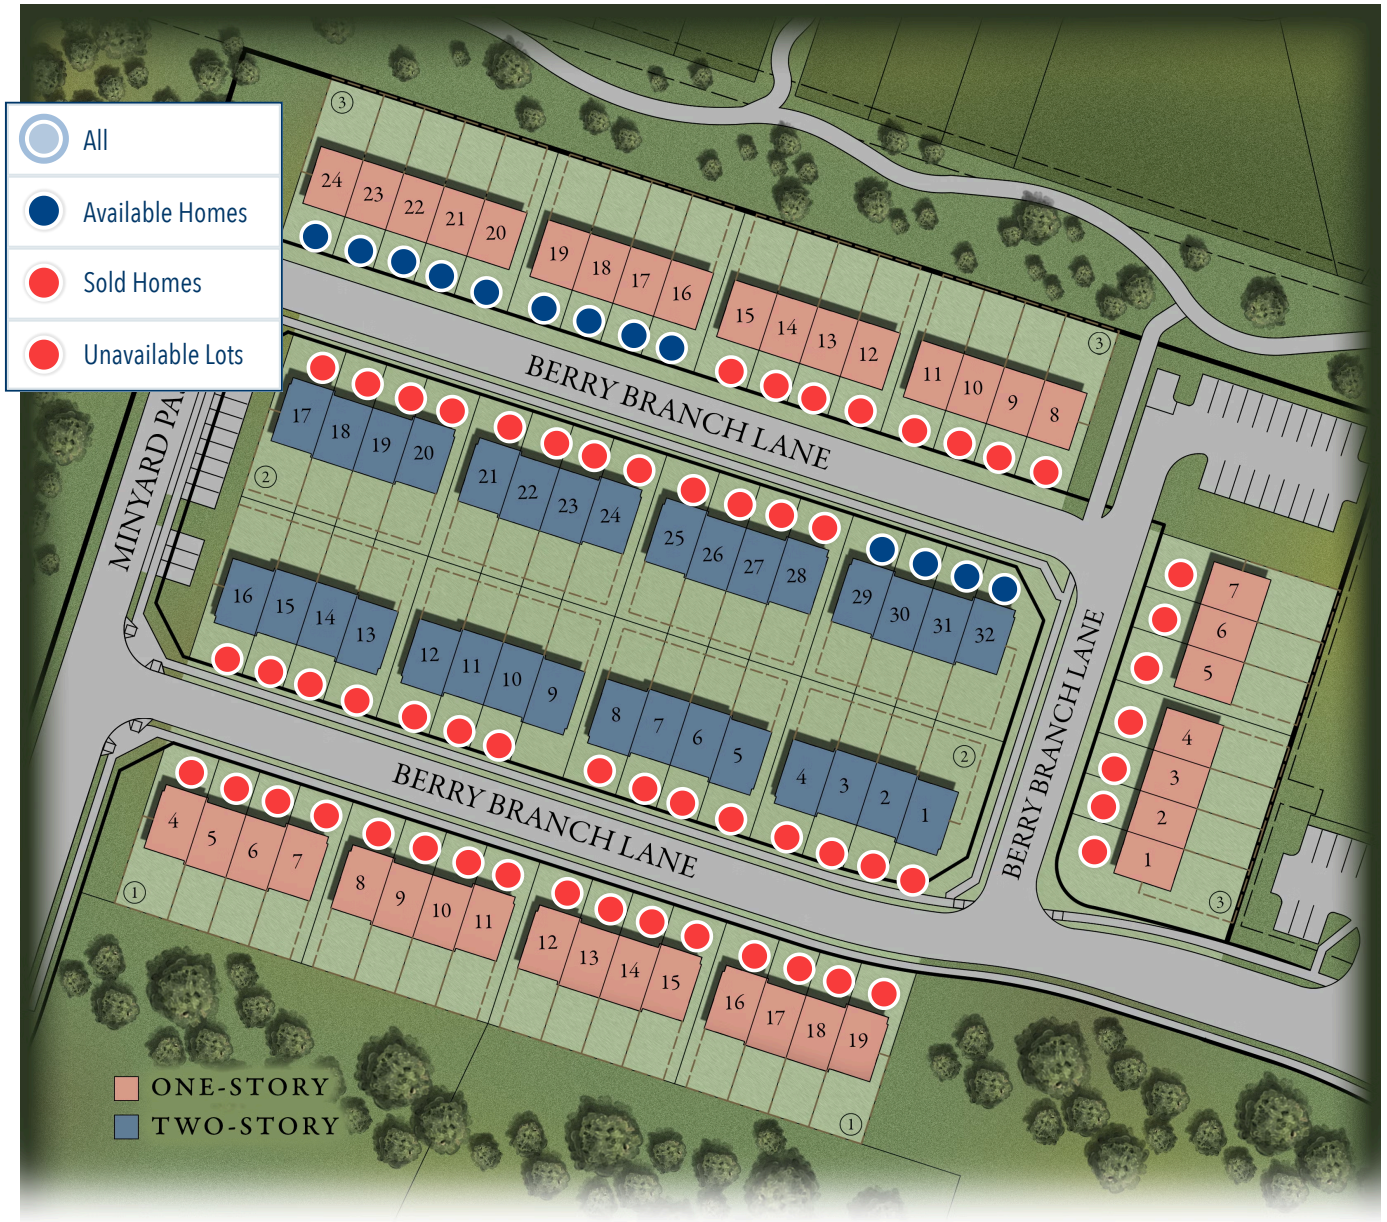 All
Available Homes
Sold Homes
Unavailable Lots
3
24 23 22 21 20
19 18 17 16
15 14 13 12
11 10 9 8
3
BERRY BRANCH LANE
MINYARD PA
17 18 19 20
21 22 23 24
25 26 27 28
29 30 31 32
2
16 15 14 13
12 11 10 9
8 7 6 5
4 3 2 1
2
BERRY BRANCH LANE
7
6
5
4
3
2
1
3
BERRY BRANCH LANE
4 5 6 7
8 9 10 11
12 13 14 15
16 17 18 19
1
1
ONE-STORY
TWO-STORY